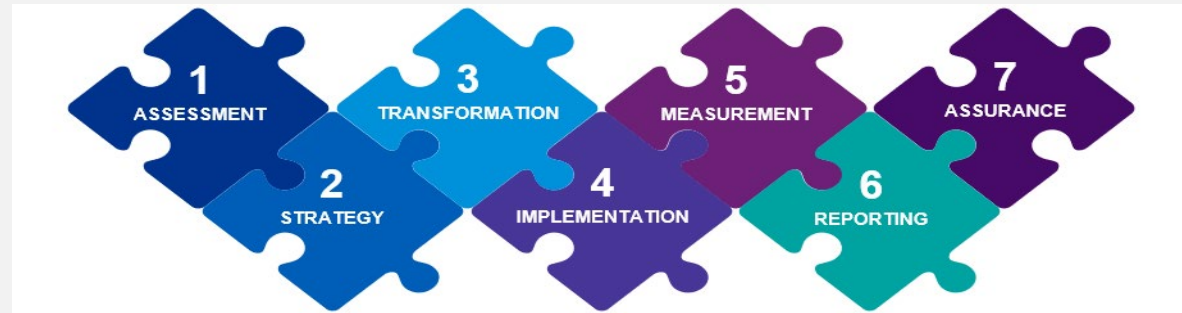 1
ASSESSMENT
2
STRATEGY
3
TRANSFORMATION
4
IMPLEMENTATION
5
MEASUREMENT
6
REPORTING
7
ASSURANCE